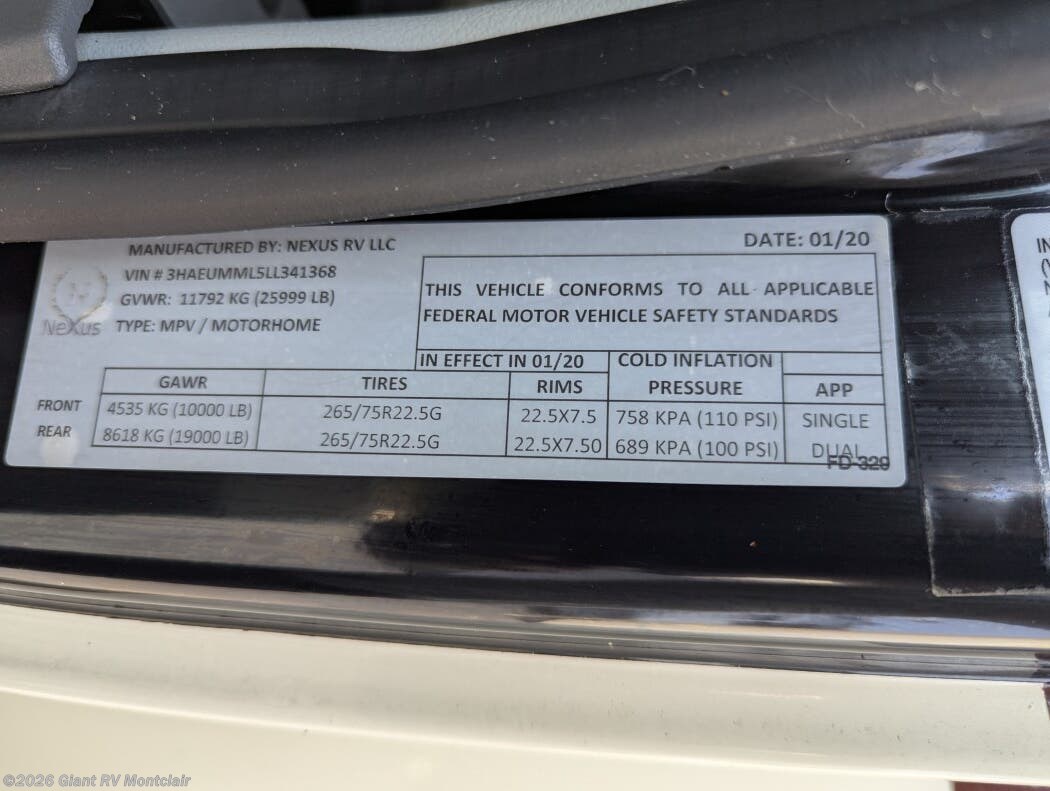 MANUFACTURED BY: NEXUS RV LLC
DATE: 01/20
VIN # 3HAEUMML5LL341368
GVWR: 11792 KG (25999 LB)
TYPE: MPV / MOTORHOME
NeXus
THIS VEHICLE CONFORMS TO ALL APPLICABLE
FEDERAL MOTOR VEHICLE SAFETY STANDARDS
IN EFFECT IN 01/20
GAWR TIRES RIMS COLD INFLATION PRESSURE APP
FRONT 4535 KG (10000 LB) 265/75R22.5G 22.5X7.5 758 KPA (110 PSI) SINGLE
REAR 8618 KG (19000 LB) 265/75R22.5G 22.5X7.50 689 KPA (100 PSI) DUAL
FD-329
©2026 Giant RV Montclair